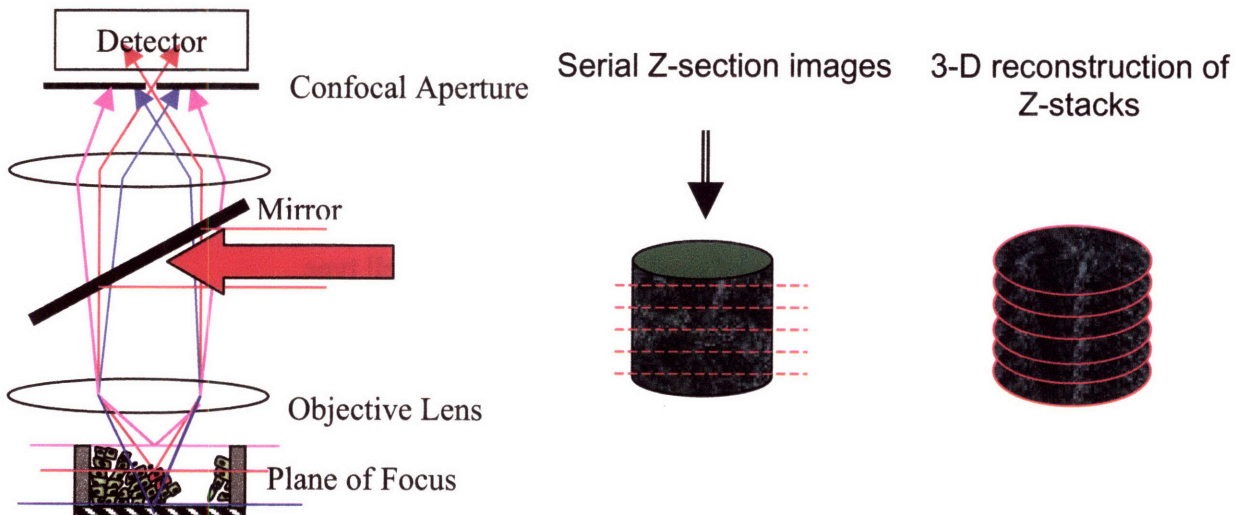 Detector
Confocal Aperture
Mirror
Objective Lens
Plane of Focus
Serial Z-section images
3-D reconstruction of
Z-stacks